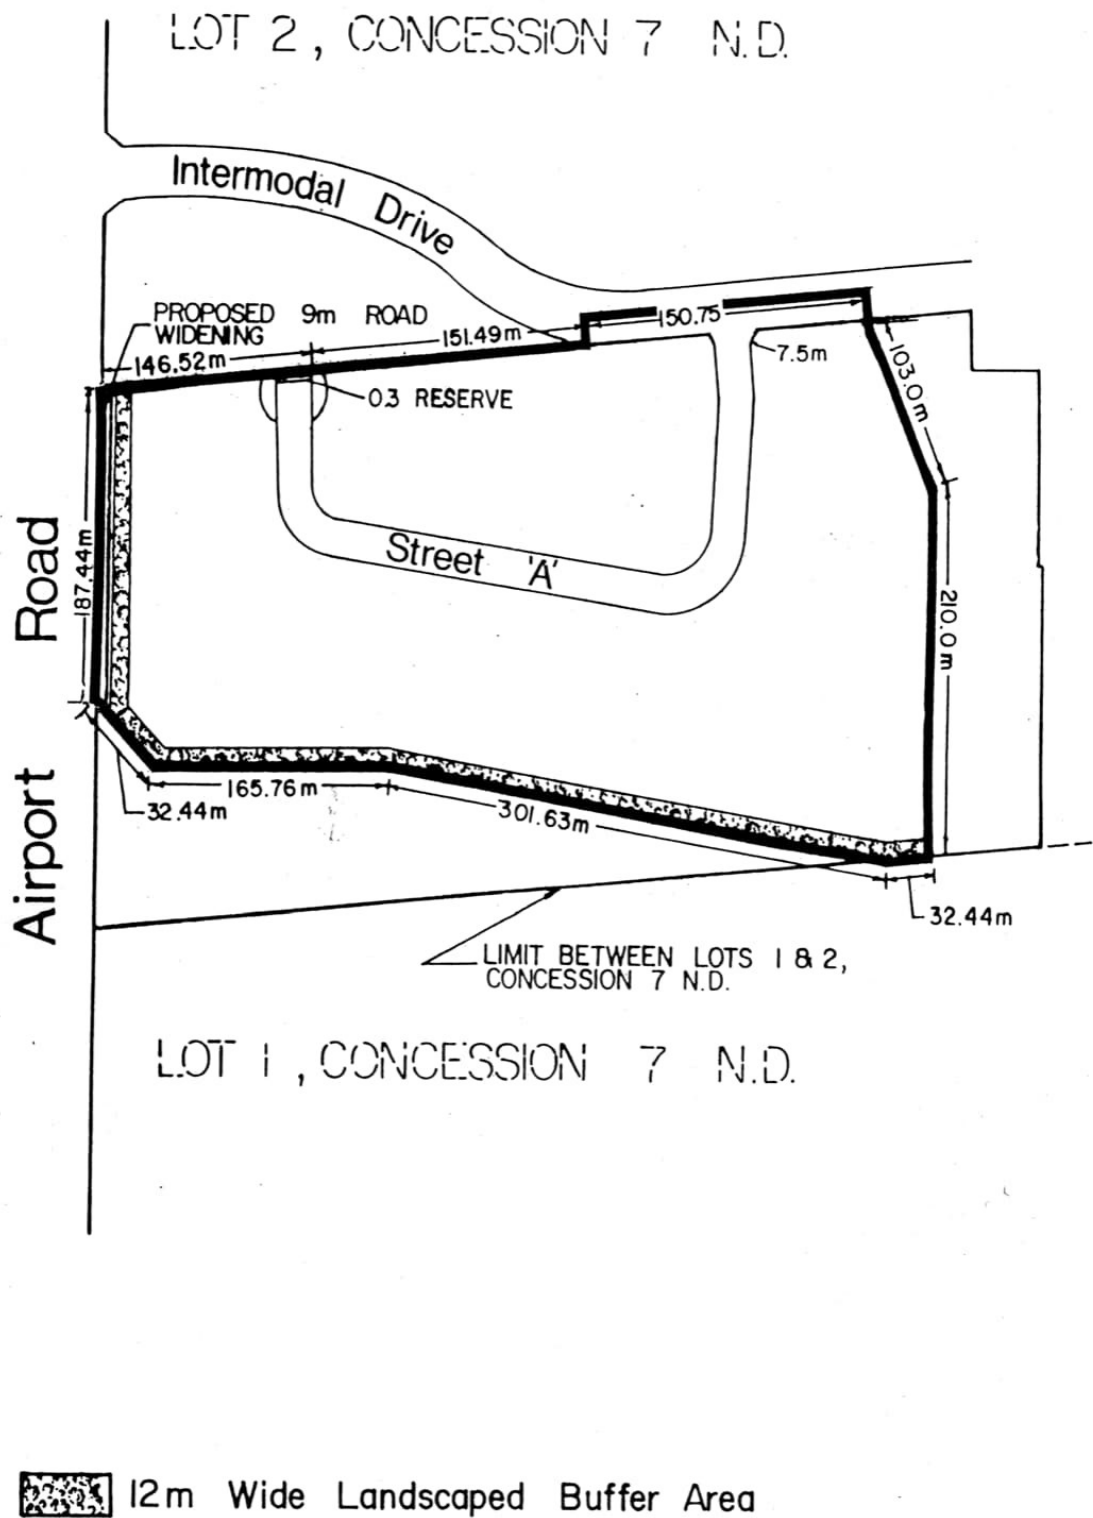 LOT 2, CONCESSION 7 N.D.
Intermodal Drive
PROPOSED 9m ROAD
WIDENING
146.52m
151.49m
150.75
7.5m
103.0m
0.3 RESERVE
Street 'A'
187.44m
Airport Road
210.0m
165.76m
32.44m
301.63m
32.44m
LIMIT BETWEEN LOTS 1 & 2,
CONCESSION 7 N.D.
LOT 1, CONCESSION 7 N.D.
12m Wide Landscaped Buffer Area